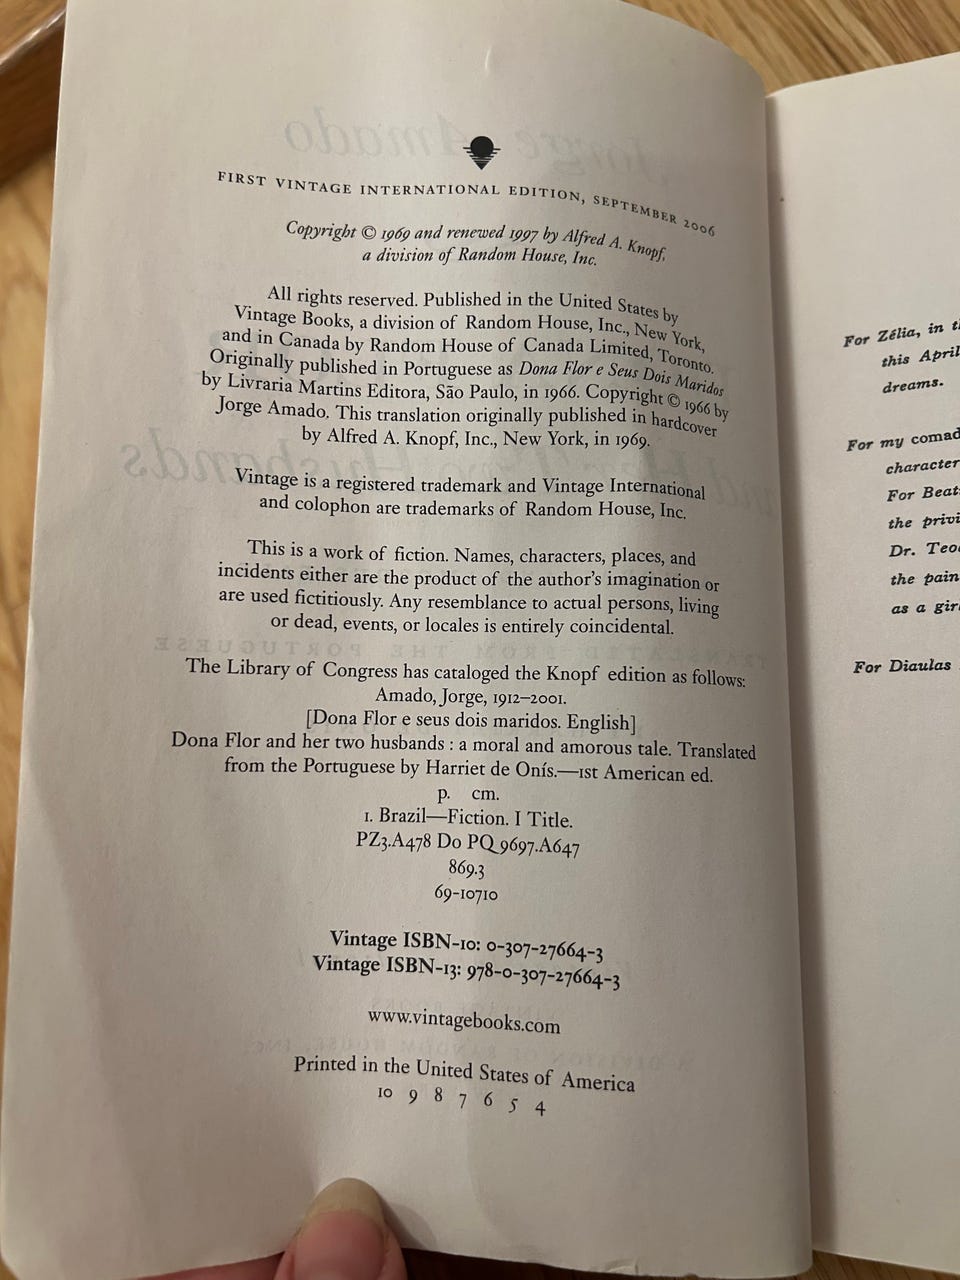 FIRST VINTAGE INTERNATIONAL EDITION, SEPTEMBER 2006
Copyright © 1969 and renewed 1997 by Alfred A. Knopf,
a division of Random House, Inc.
All rights reserved. Published in the United States by
Vintage Books, a division of Random House, Inc., New York,
and in Canada by Random House of Canada Limited, Toronto.
Originally published in Portuguese as Dona Flor e Seus Dois Maridos
by Livraria Martins Editora, São Paulo, in 1966. Copyright © 1966 by
Jorge Amado. This translation originally published in hardcover
by Alfred A. Knopf, Inc., New York, in 1969.
Vintage is a registered trademark and Vintage International
and colophon are trademarks of Random House, Inc.
This is a work of fiction. Names, characters, places, and
incidents either are the product of the author's imagination or
are used fictitiously. Any resemblance to actual persons, living
or dead, events, or locales is entirely coincidental.
The Library of Congress has cataloged the Knopf edition as follows:
Amado, Jorge, 1912–2001.
[Dona Flor e seus dois maridos. English]
Dona Flor and her two husbands : a moral and amorous tale. Translated
from the Portuguese by Harriet de Onís.—1st American ed.
p. cm.
1. Brazil—Fiction. I Title.
PZ3.A478 Do PQ9697.A647
869.3
69-10710
Vintage ISBN-10: 0-307-27664-3
Vintage ISBN-13: 978-0-307-27664-3
www.vintagebooks.com
Printed in the United States of America
10 9 8 7 6 5 4
For Zélia, in
this April
dreams.
For my
character
For
the
Dr.
the
as a
For Diaulas